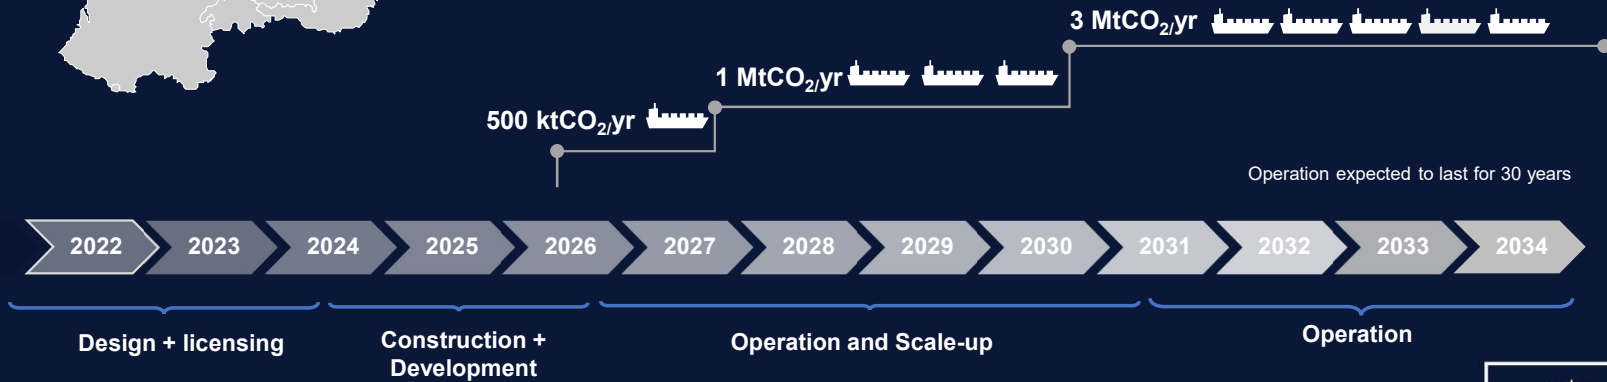 3 MtCO2/yr
1 MtCO2/yr
500 ktCO2/yr
Operation expected to last for 30 years
2022 2023 2024 2025 2026 2027 2028 2029 2030 2031 2032 2033 2034
Design + licensing
Construction +
Development
Operation and Scale-up
Operation